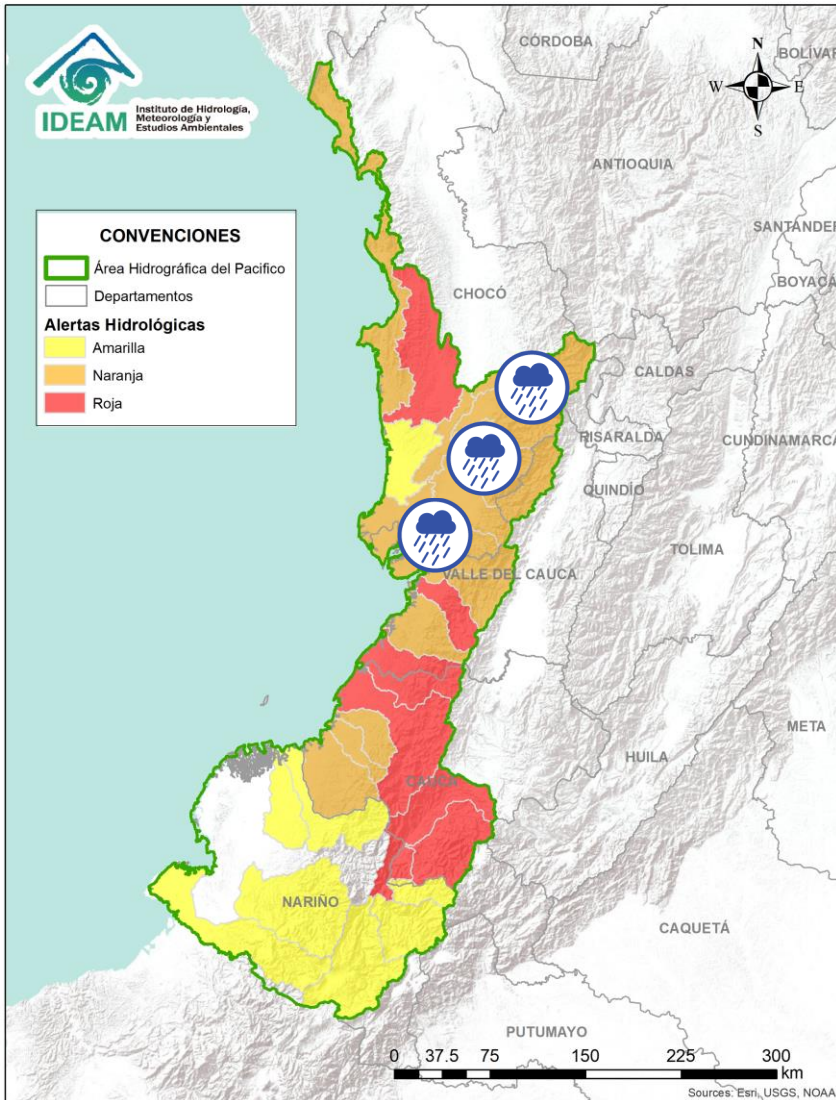 IDEAM
Instituto de Hidrología,
Meteorología y
Estudios Ambientales
CÓRDOBA
BOLÍVAR
N
W
E
S
ANTIOQUIA
SANTANDER
BOYACÁ
CONVENCIONES
Área Hidrográfica del Pacifico
Departamentos
Alertas Hidrológicas
Amarilla
Naranja
Roja
CHOCÓ
CALDAS
RISARALDA
CUNDINAMARCA
QUINDÍO
TOLIMA
VALLE DEL CAUCA
META
HUILA
CAUCA
NARIÑO
CAQUETÁ
PUTUMAYO
0 37.5 75 150 225 300
km
Sources: Esri, USGS, NOAA